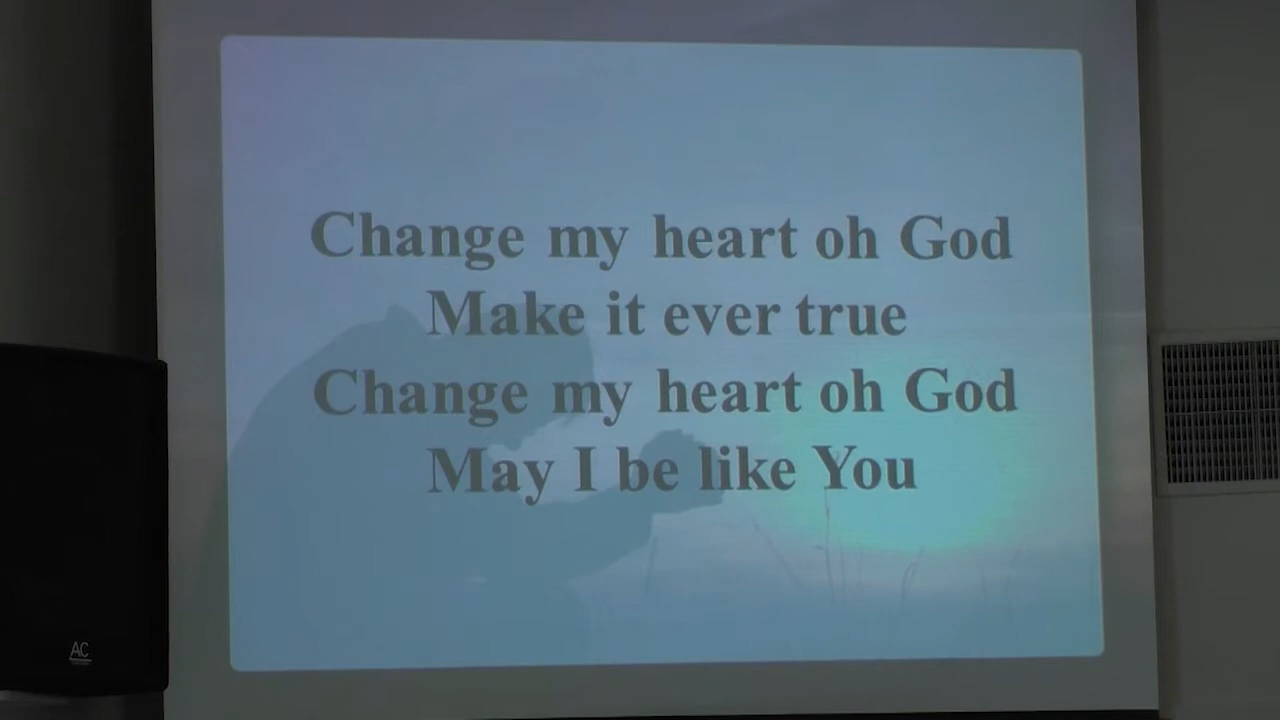 Change my heart oh God
Make it ever true
Change my heart oh God
May I be like You
AC